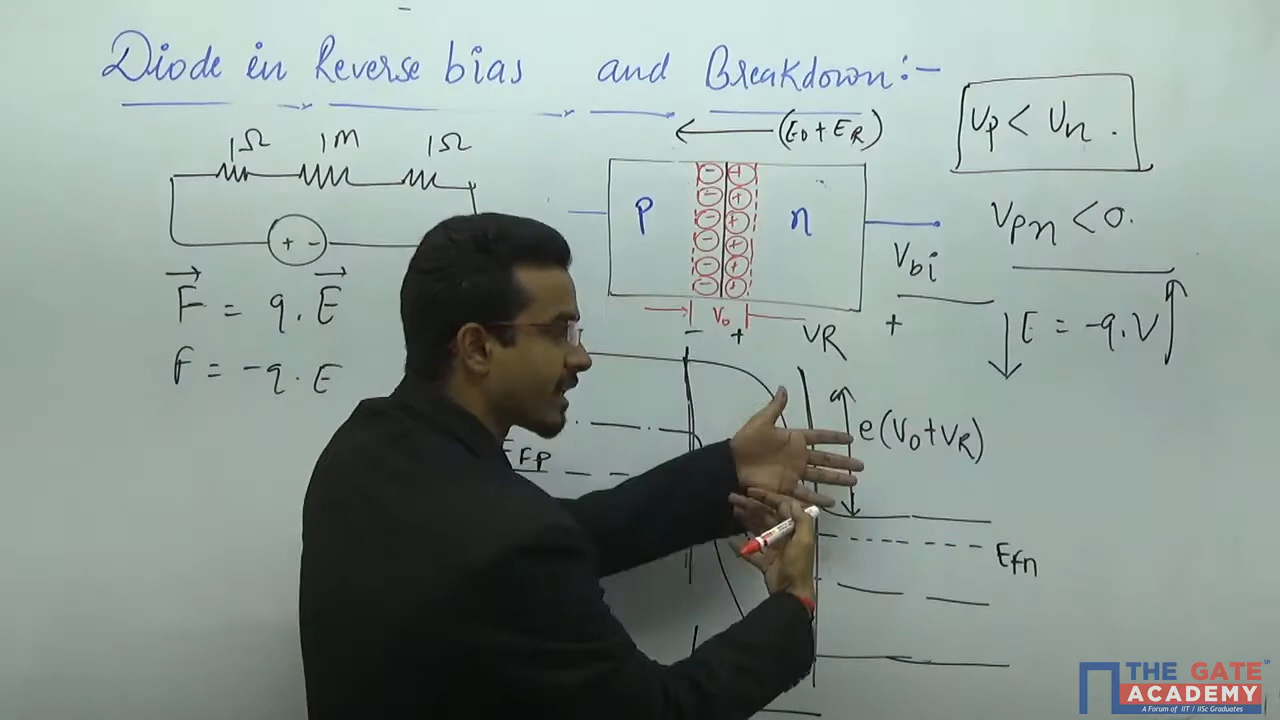 Diode in Reverse bias and Breakdown:-
1Ω 1M 1Ω
+ -
F = q. E
F = -q. E
(E0 + ER)
P n
V0
- +
VR
Vbi
+
Vp < Vn .
Vpn < 0.
E = -q.V
e(V0+VR)
EFP
Efn
THE GATE
ACADEMY
A Forum of IIT / IISc Graduates